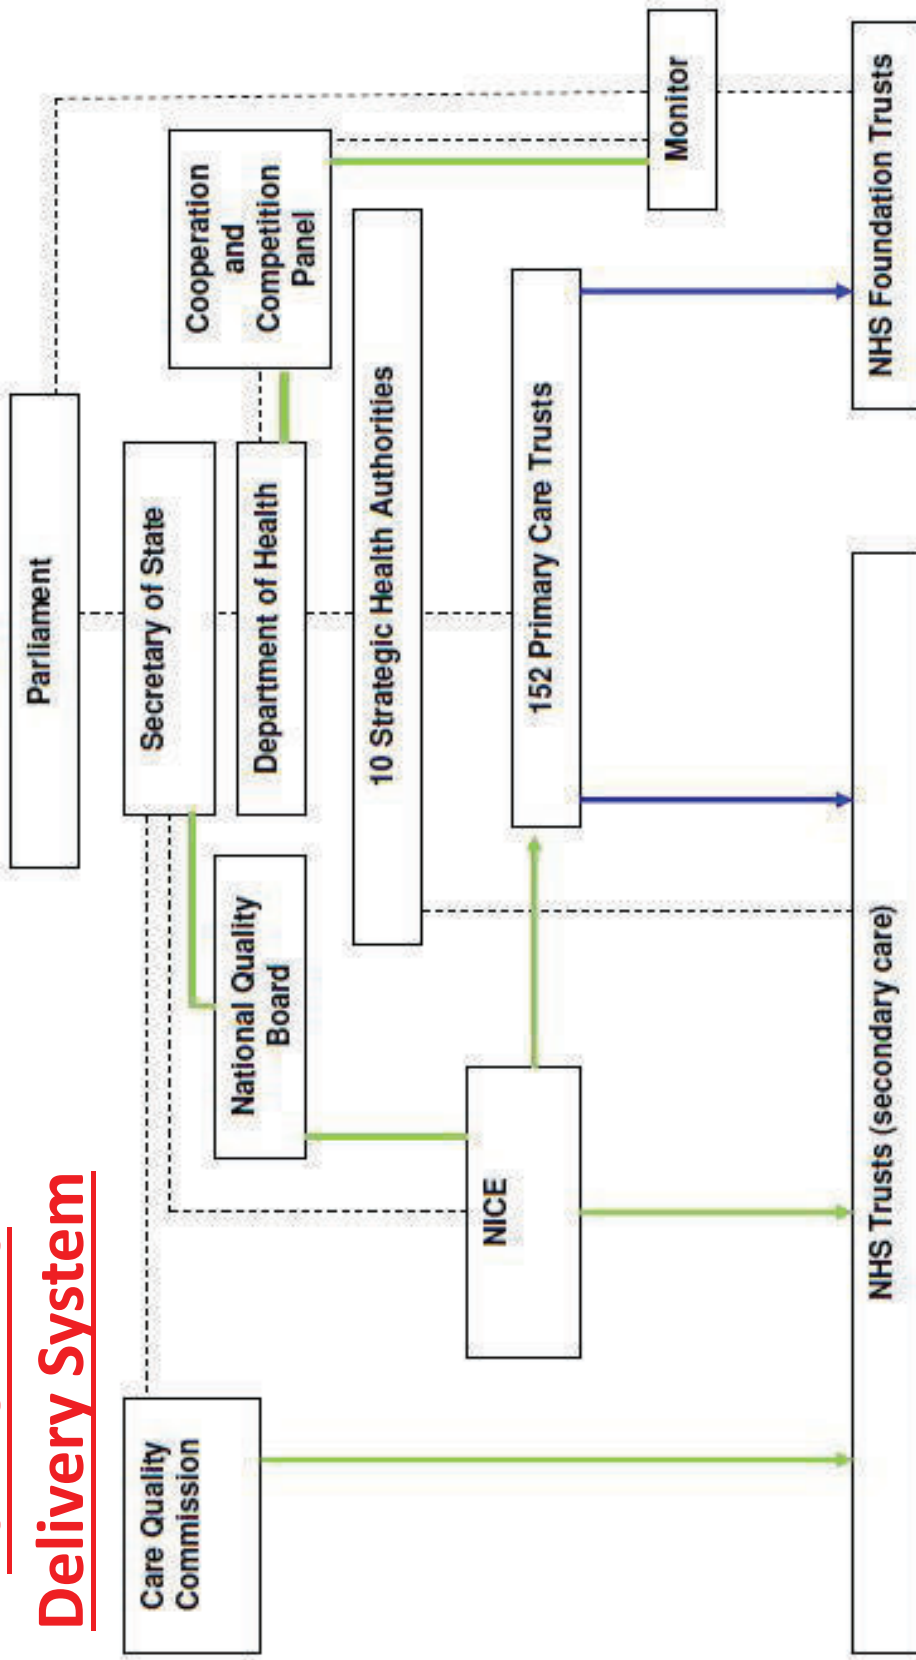 Delivery System
Parliament
Secretary of State
Department of Health
Cooperation
and
Competition
Panel
Care Quality
Commission
National Quality
Board
10 Strategic Health Authorities
NICE
152 Primary Care Trusts
Monitor
NHS Trusts (secondary care)
NHS Foundation Trusts